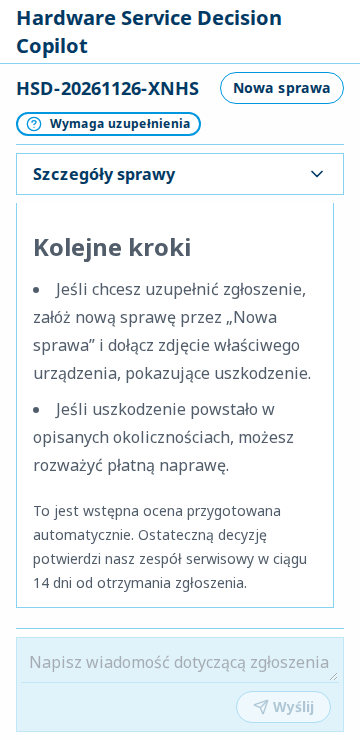 Hardware Service Decision
Copilot
HSD-20261126-XNHS
Nowa sprawa
Wymaga uzupełnienia
Szczegóły sprawy
Kolejne kroki
• Jeśli chcesz uzupełnić zgłoszenie,
załóż nową sprawę przez „Nowa
sprawa” i dołącz zdjęcie właściwego
urządzenia, pokazujące uszkodzenie.
• Jeśli uszkodzenie powstało w
opisanych okolicznościach, możesz
rozważyć płatną naprawę.
To jest wstępna ocena przygotowana
automatycznie. Ostateczną decyzję
potwierdzi nasz zespół serwisowy w ciągu
14 dni od otrzymania zgłoszenia.
Napisz wiadomość dotyczącą zgłoszenia
Wyślij